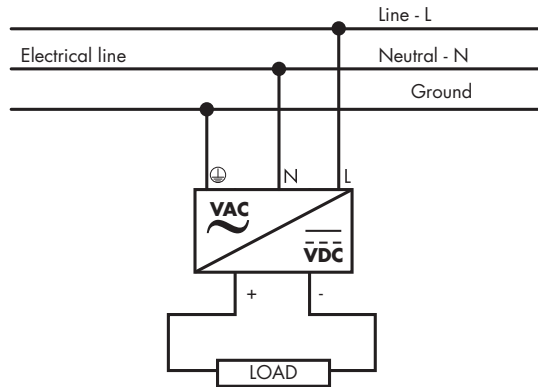 Line - L
Electrical line
Neutral - N
Ground
N
L
VAC
VDC
+
-
LOAD